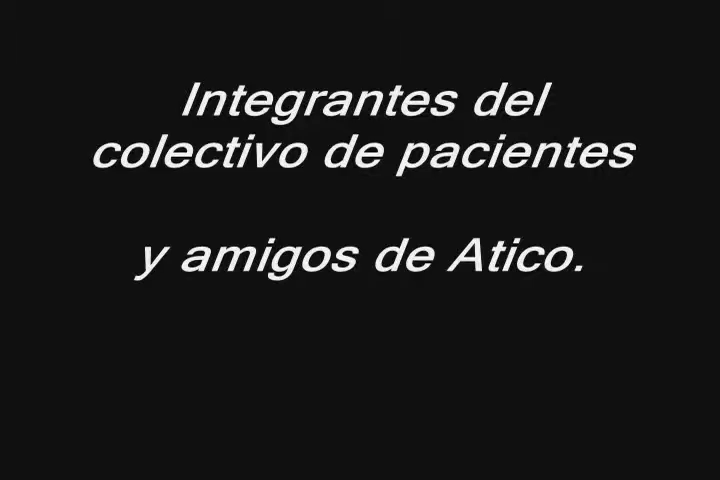 Integrantes del
colectivo de pacientes
y amigos de Atico.